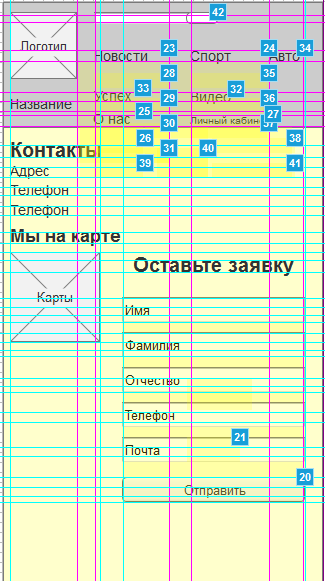 42
Логотип
23
24
34
Новости Спорт Авто
28
35
33
32
Успех
29
Видео
36
25
27
Название
О нас
30
Личный кабинет
37
26
38
Контакты
31
40
39
41
Адрес
Телефон
Телефон
Мы на карте
Оставьте заявку
Карты
Имя
Фамилия
Отчество
Телефон
21
Почта
20
Отправить